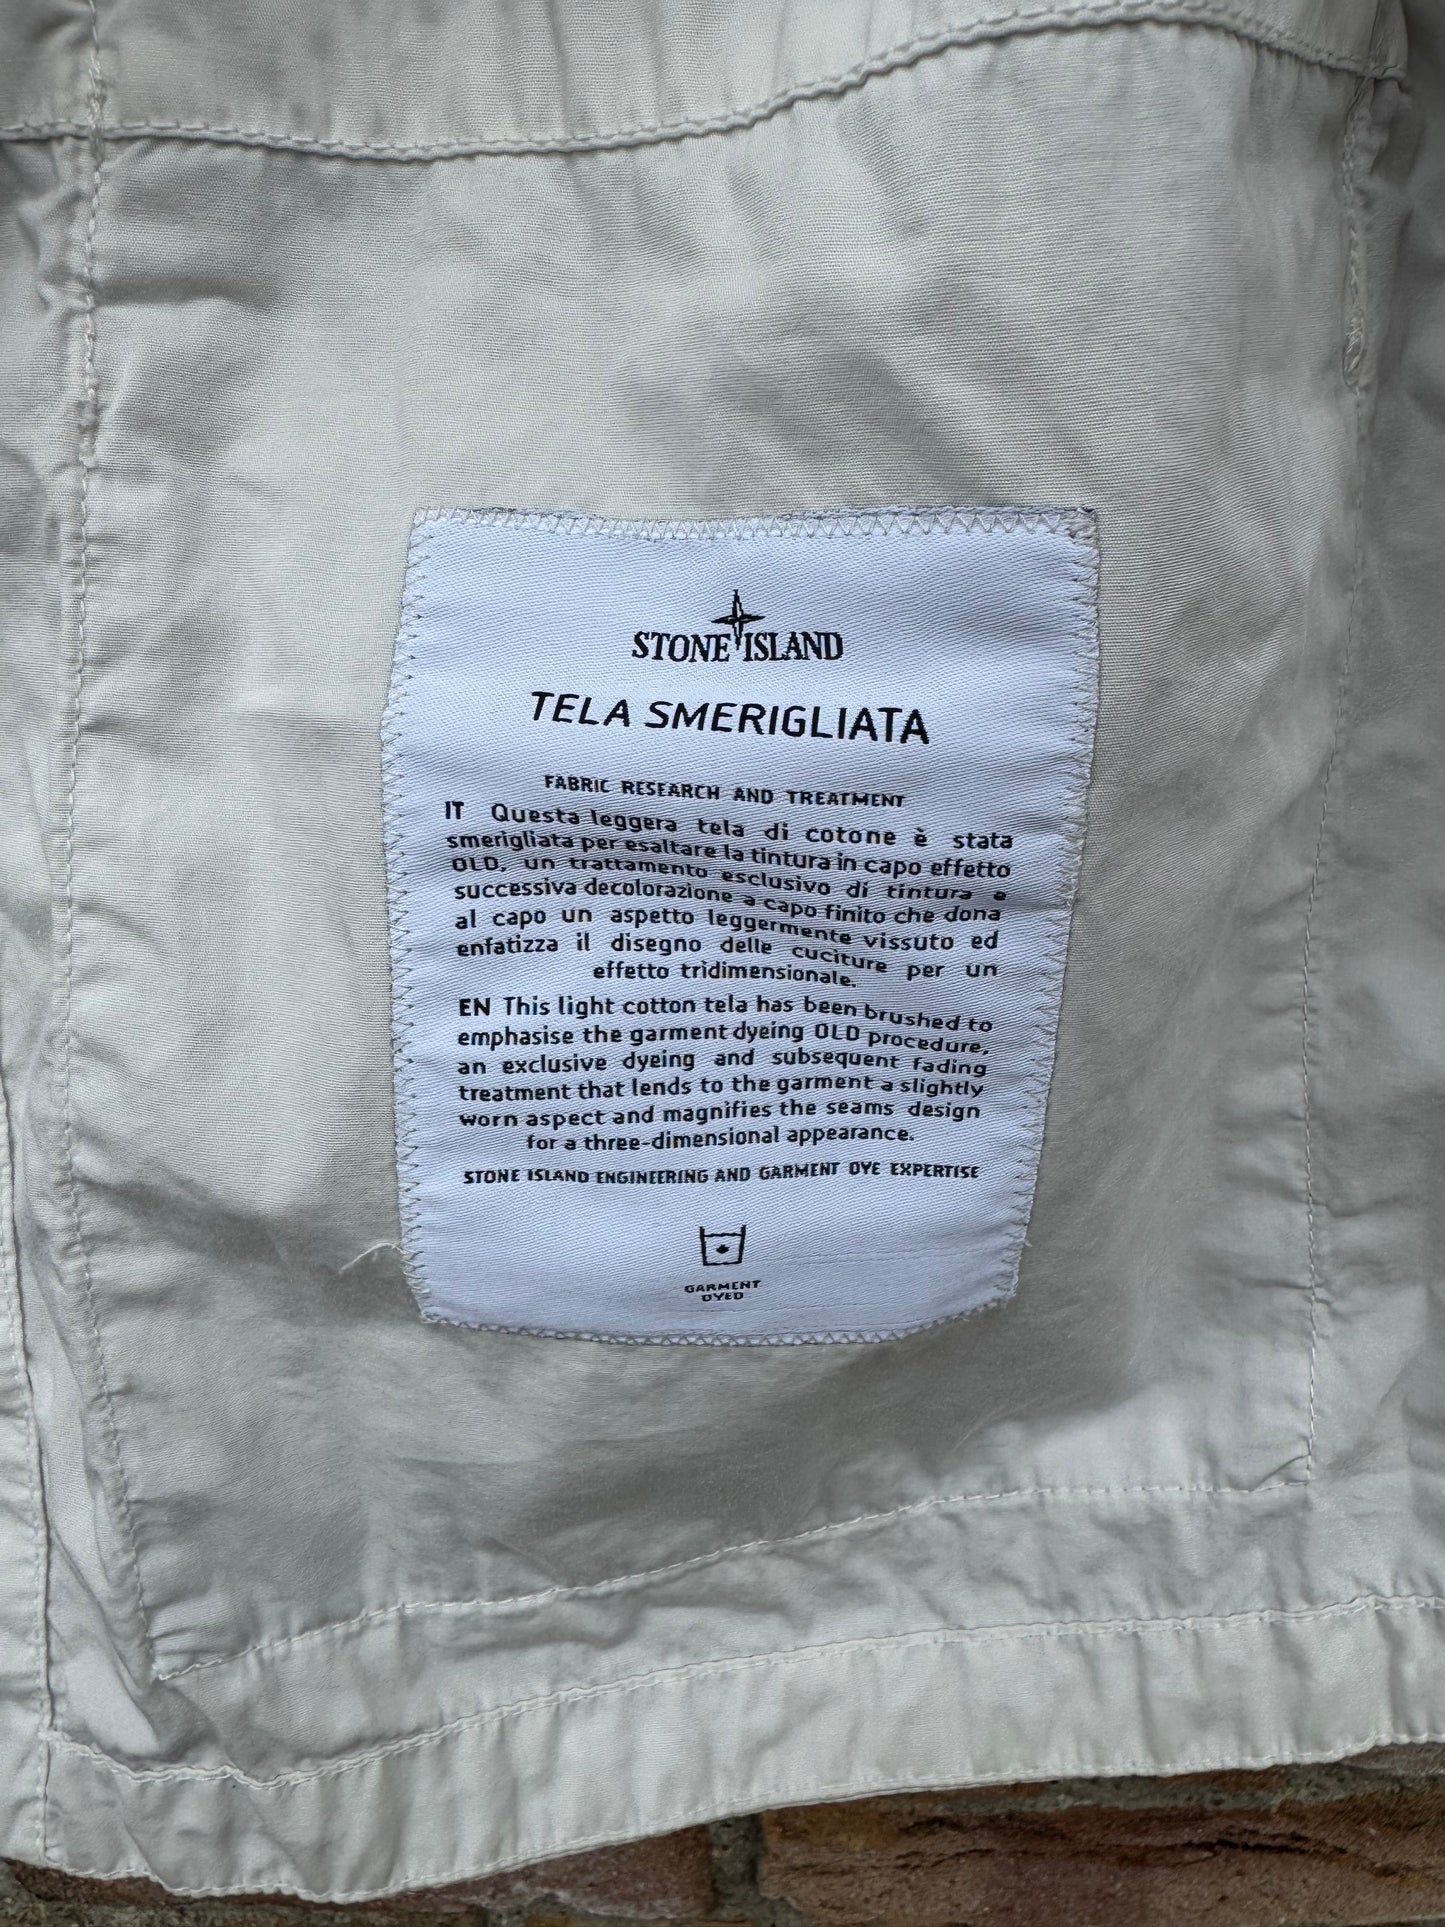 STONE ISLAND
TELA SMERIGLIATA
FABRIC RESEARCH AND TREATMENT
IT Questa leggera tela di cotone è stata
smerigliata per esaltare la tintura in capo effetto
OLD, un trattamento esclusivo di tintura e
successiva decolorazione a capo finito che dona
al capo un aspetto leggermente vissuto ed
enfatizza il disegno delle cuciture per un
effetto tridimensionale.
EN This light cotton tela has been brushed to
emphasise the garment dyeing OLD procedure,
an exclusive dyeing and subsequent fading
treatment that lends to the garment a slightly
worn aspect and magnifies the seams design
for a three-dimensional appearance.
STONE ISLAND ENGINEERING AND GARMENT DYE EXPERTISE
GARMENT
DYED